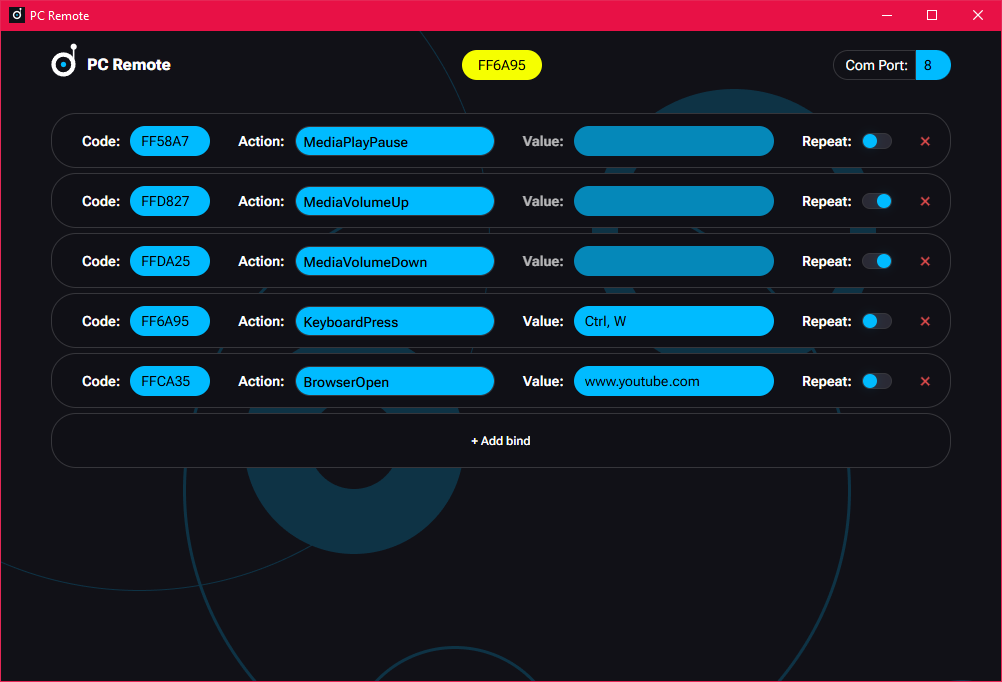 PC Remote
PC Remote FF6A95 Com Port: 8
Code: FF58A7 Action: MediaPlayPause Value: Repeat:
Code: FFD827 Action: MediaVolumeUp Value: Repeat:
Code: FFDA25 Action: MediaVolumeDown Value: Repeat:
Code: FF6A95 Action: KeyboardPress Value: Ctrl, W Repeat:
Code: FFCA35 Action: BrowserOpen Value: www.youtube.com Repeat:
+ Add bind